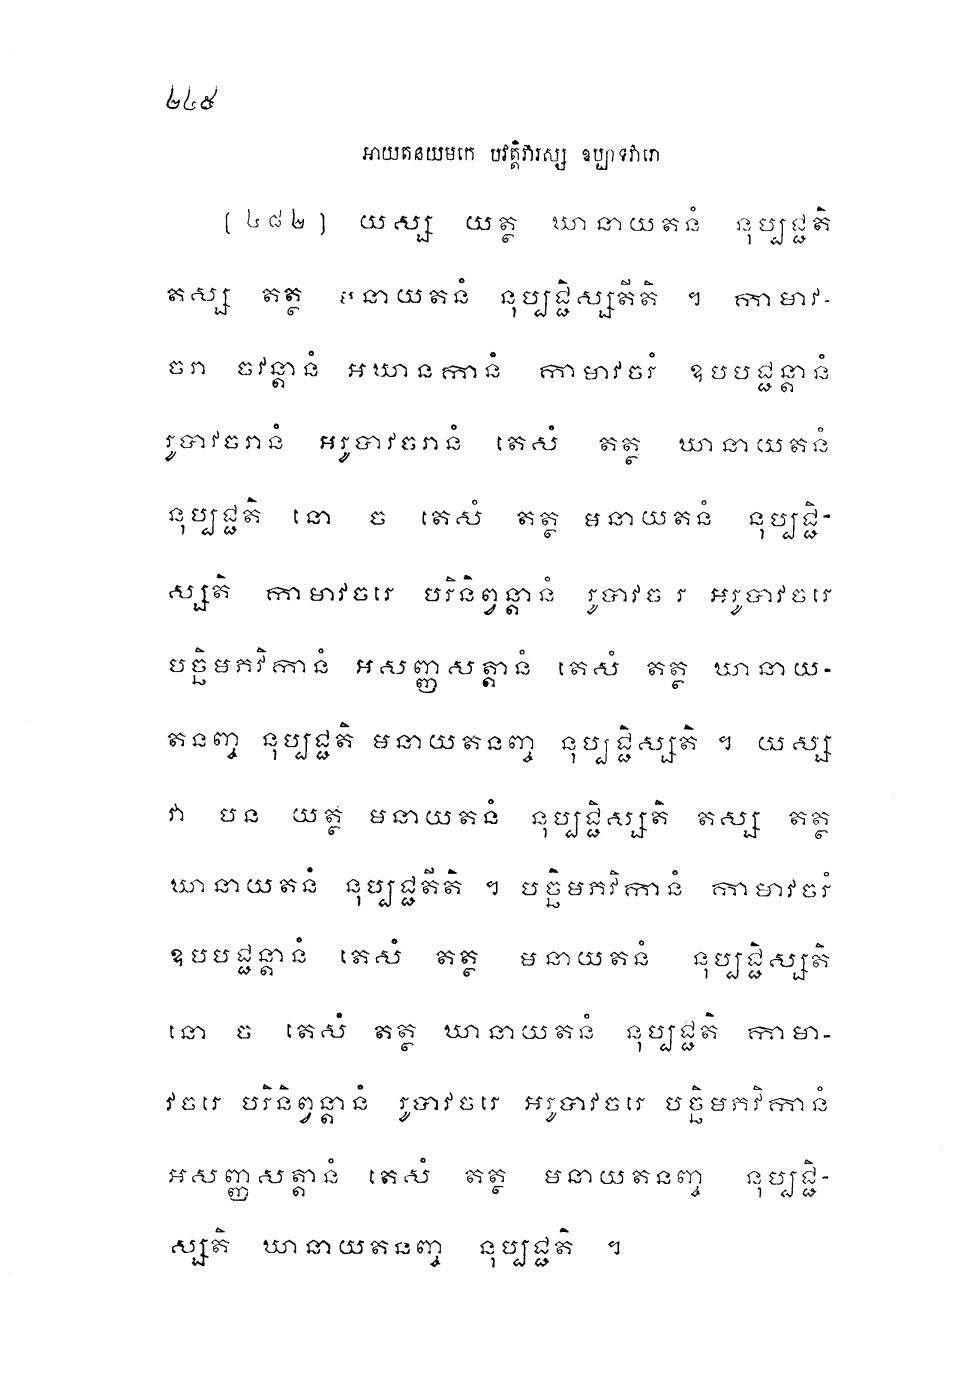 ២៤៥
អាយតនយមកេ បវត្តិវារស្ស ឧប្បាទវារោ
[៤៨២] យស្ស យត្ថ ឃានាយតនំ នុប្បជ្ជតិ
តស្ស តត្ថ មនាយតនំ នុប្បជ្ជិស្សតីតិ ។ កាមាវ-
ចរា ចវន្តានំ អឃានកានំ កាមាវចរំ ឧបបជ្ជន្តានំ
រូបាវចរានំ អរូបាវចរានំ តេសំ តត្ថ ឃានាយតនំ
នុប្បជ្ជតិ នោ ច តេសំ តត្ថ មនាយតនំ នុប្បជ្ជិ-
ស្សតិ កាមាវចរេ បរិនិព្វន្តានំ រូបាវចរេ អរូបាវចរេ
បច្ឆិមភវិកានំ អសញ្ញសត្តានំ តេសំ តត្ថ ឃានាយ-
តនញ្ច នុប្បជ្ជតិ មនាយតនញ្ច នុប្បជ្ជិស្សតិ ។ យស្ស
វា បន យត្ថ មនាយតនំ នុប្បជ្ជិស្សតិ តស្ស តត្ថ
ឃានាយតនំ នុប្បជ្ជតីតិ ។ បច្ឆិមភវិកានំ កាមាវចរំ
ឧបបជ្ជន្តានំ តេសំ តត្ថ មនាយតនំ នុប្បជ្ជិស្សតិ
នោ ច តេសំ តត្ថ ឃានាយតនំ នុប្បជ្ជតិ កាមា-
វចរេ បរិនិព្វន្តានំ រូបាវចរេ អរូបាវចរេ បច្ឆិមភវិកានំ
អសញ្ញសត្តានំ តេសំ តត្ថ មនាយតនញ្ច នុប្បជ្ជិ-
ស្សតិ ឃានាយតនញ្ច នុប្បជ្ជតិ ។